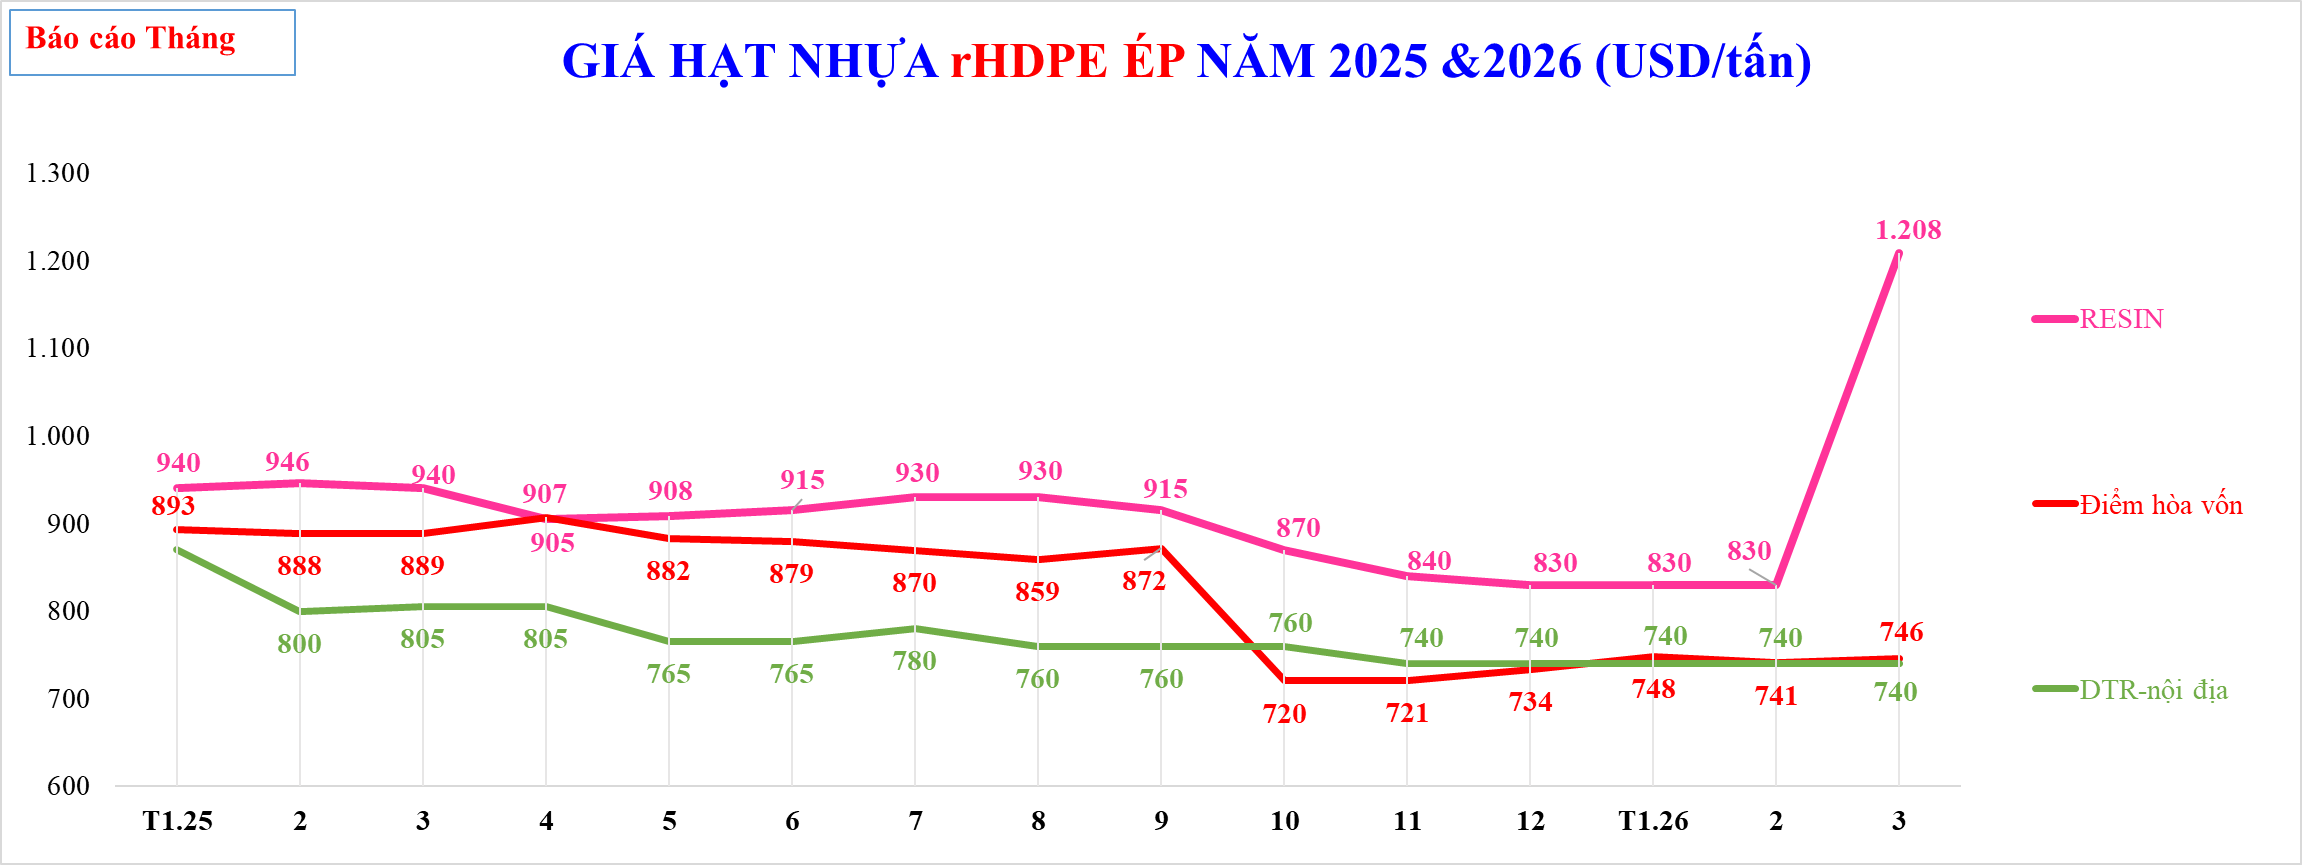 Báo cáo Tháng
GIÁ HẠT NHỰA rHDPE ÉP NĂM 2025 &2026 (USD/tấn)
1.300
1.200
1.100
1.000
900
800
700
600
940 946 940 907 908 915 930 930 915 870 840 830 830 830 1.208
905
893 888 889 882 879 870 859 872 720 721 734 748 741 746
800 805 805 765 765 780 760 760 760 740 740 740 740 740
T1.25 2 3 4 5 6 7 8 9 10 11 12 T1.26 2 3
RESIN
Điểm hòa vốn
DTR-nội địa